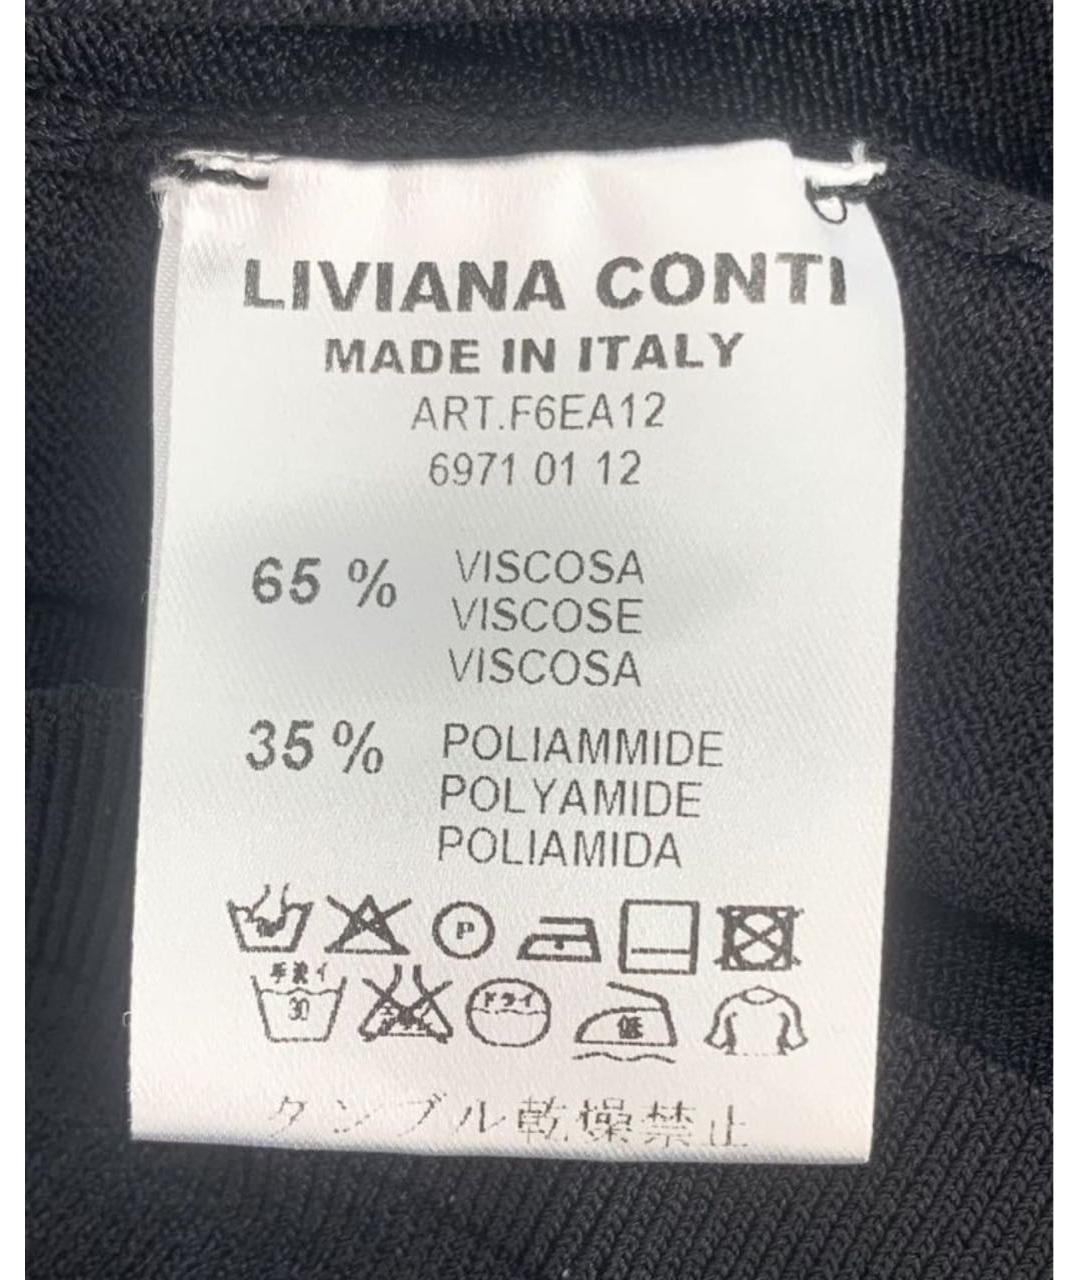 LIVIANA CONTI
MADE IN ITALY
ART.F6EA12
6971 01 12
65 % VISCOSA
VISCOSE
VISCOSA
35 % POLIAMMIDE
POLYAMIDE
POLIAMIDA
P
手洗イ
30
ドライ
低
タンブル乾燥禁止